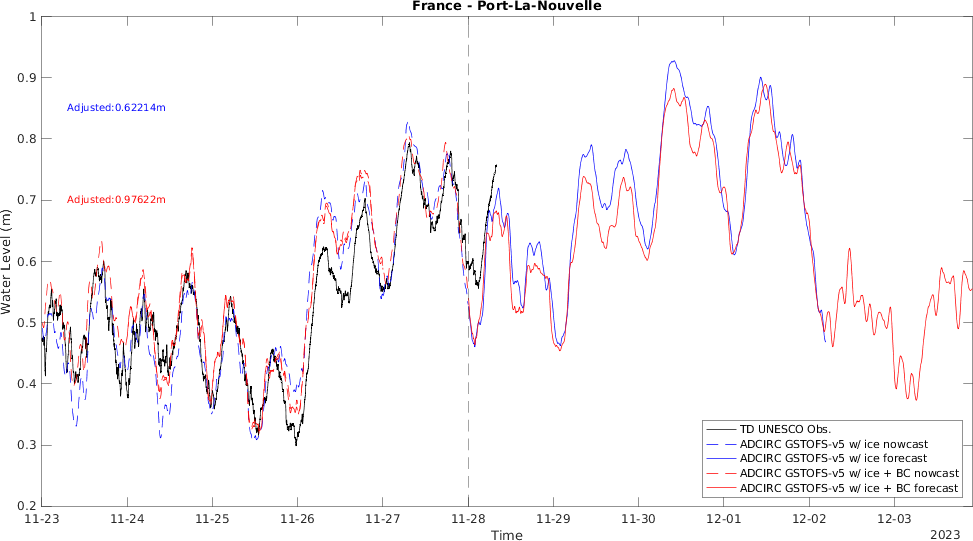 France - Port-La-Nouvelle
1
0.9
0.8
0.7
0.6
0.5
0.4
0.3
0.2
Water Level (m)
Adjusted:0.62214m
Adjusted:0.97622m
TD UNESCO Obs.
ADCIRC GSTOFS-v5 w/ ice nowcast
ADCIRC GSTOFS-v5 w/ ice forecast
ADCIRC GSTOFS-v5 w/ ice + BC nowcast
ADCIRC GSTOFS-v5 w/ ice + BC forecast
11-23 11-24 11-25 11-26 11-27 11-28 11-29 11-30 12-01 12-02 12-03
Time
2023